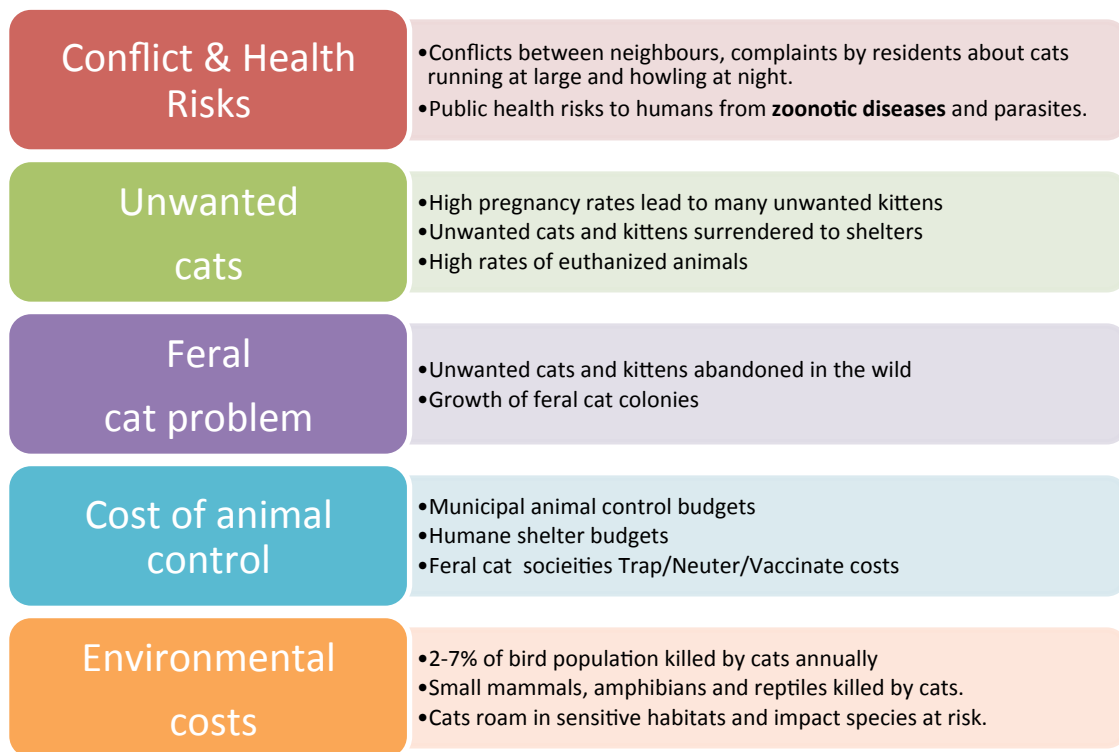 Conflict & Health
Risks
•Conflicts between neighbours, complaints by residents about cats
running at large and howling at night.
•Public health risks to humans from zoonotic diseases and parasites.
Unwanted
cats
•High pregnancy rates lead to many unwanted kittens
•Unwanted cats and kittens surrendered to shelters
•High rates of euthanized animals
Feral
cat problem
•Unwanted cats and kittens abandoned in the wild
•Growth of feral cat colonies
Cost of animal
control
•Municipal animal control budgets
•Humane shelter budgets
•Feral cat socieities Trap/Neuter/Vaccinate costs
Environmental
costs
•2-7% of bird population killed by cats annually
•Small mammals, amphibians and reptiles killed by cats.
•Cats roam in sensitive habitats and impact species at risk.